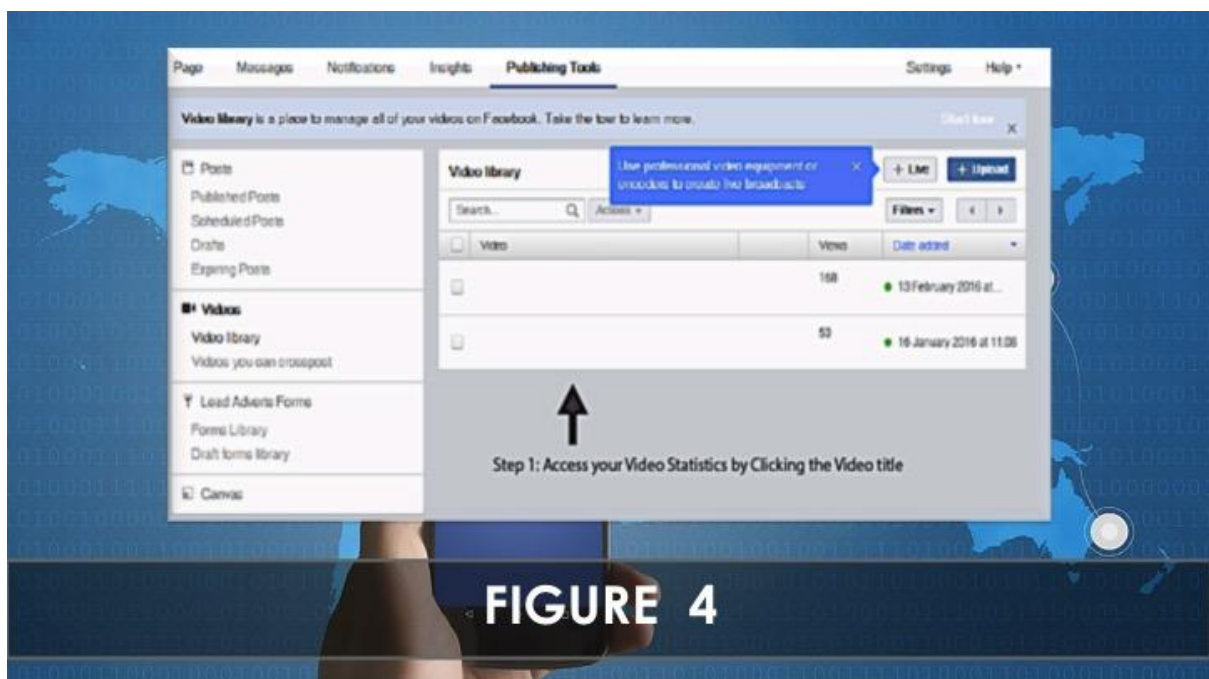 Page Messages Notifications Insights Publishing Tools Settings Help
Video library is a place to manage all of your videos on Facebook. Take the tour to learn more.
Start tour X
Posts
Published Posts
Scheduled Posts
Drafts
Expiring Posts
Videos
Video library
Videos you can crosspost
Lead Adverts Forms
Forms Library
Draft forms library
Canvas
Video library
Use professional video equipment or
encoders to create live broadcasts
+ Live + Upload
Search... Actions Filters
Video Views Date added
168 13 February 2016 at...
53 16 January 2016 at 11:08
Step 1: Access your Video Statistics by Clicking the Video title
FIGURE 4